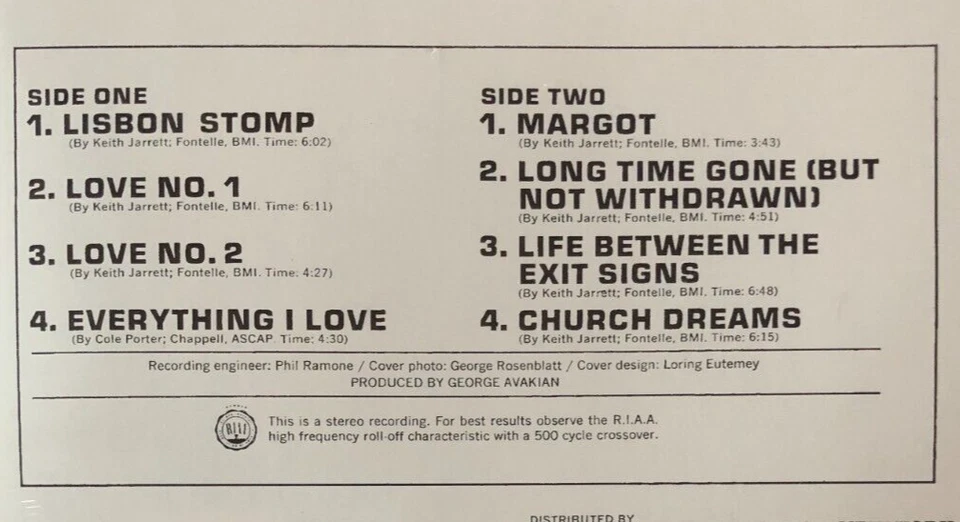 SIDE ONE
1. LISBON STOMP
(By Keith Jarrett; Fontelle, BMI. Time: 6:02)
2. LOVE NO. 1
(By Keith Jarrett; Fontelle, BMI. Time: 6:11)
3. LOVE NO. 2
(By Keith Jarrett; Fontelle, BMI. Time: 4:27)
4. EVERYTHING I LOVE
(By Cole Porter; Chappell, ASCAP. Time: 4:30)
SIDE TWO
1. MARGOT
(By Keith Jarrett; Fontelle, BMI. Time: 3:43)
2. LONG TIME GONE (BUT
NOT WITHDRAWN)
(By Keith Jarrett; Fontelle, BMI. Time: 4:51)
3. LIFE BETWEEN THE
EXIT SIGNS
(By Keith Jarrett; Fontelle, BMI. Time: 6:48)
4. CHURCH DREAMS
(By Keith Jarrett; Fontelle, BMI. Time: 6:15)
Recording engineer: Phil Ramone / Cover photo: George Rosenblatt / Cover design: Loring Eutemey
PRODUCED BY GEORGE AVAKIAN
This is a stereo recording. For best results observe the R.I.A.A.
high frequency roll-off characteristic with a 500 cycle crossover.
DISTRIBUTED BY